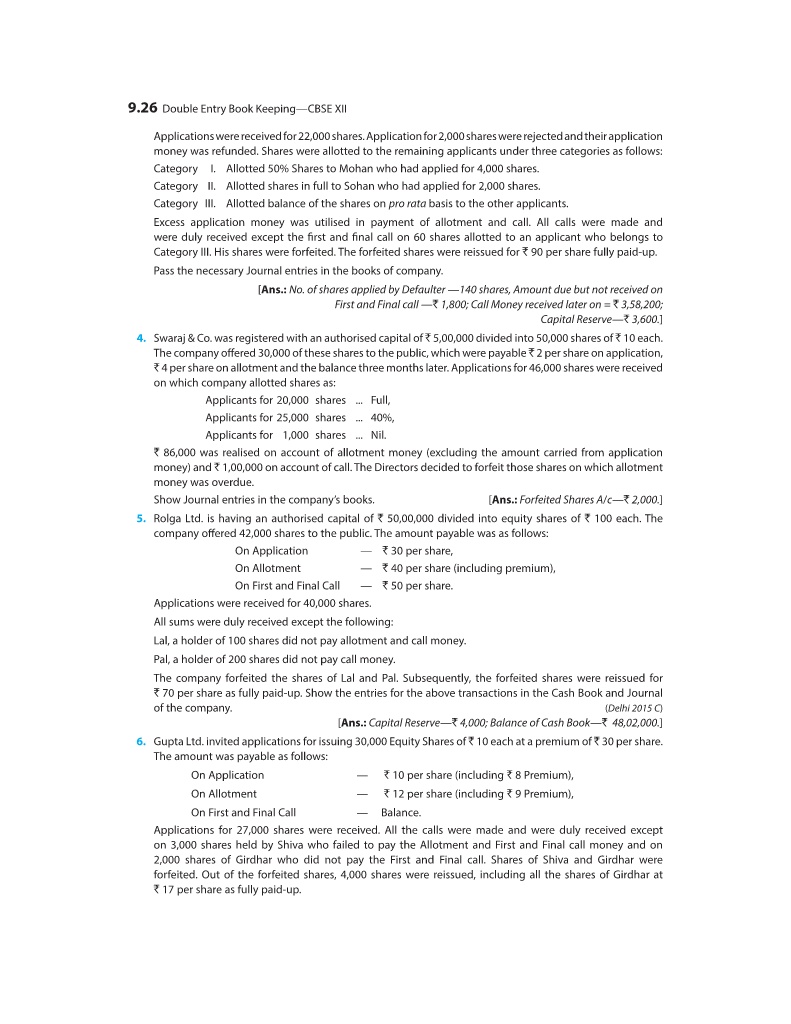 9.26 Double Entry Book Keeping—CBSE XII
Applications were received for 22,000 shares. Application for 2,000 shares were rejected and their application
money was refunded. Shares were allotted to the remaining applicants under three categories as follows:
Category I. Allotted 50% Shares to Mohan who had applied for 4,000 shares.
Category II. Allotted shares in full to Sohan who had applied for 2,000 shares.
Category III. Allotted balance of the shares on pro rata basis to the other applicants.
Excess application money was utilised in payment of allotment and call. All calls were made and
were duly received except the first and final call on 60 shares allotted to an applicant who belongs to
Category III. His shares were forfeited. The forfeited shares were reissued for ₹ 90 per share fully paid-up.
Pass the necessary Journal entries in the books of company.
[Ans.: No. of shares applied by Defaulter —140 shares, Amount due but not received on
First and Final call —₹ 1,800; Call Money received later on = ₹ 3,58,200;
Capital Reserve—₹ 3,600.]
4. Swaraj & Co. was registered with an authorised capital of ₹ 5,00,000 divided into 50,000 shares of ₹ 10 each.
The company offered 30,000 of these shares to the public, which were payable ₹ 2 per share on application,
₹ 4 per share on allotment and the balance three months later. Applications for 46,000 shares were received
on which company allotted shares as:
Applicants for 20,000 shares ... Full,
Applicants for 25,000 shares ... 40%,
Applicants for 1,000 shares ... Nil.
₹ 86,000 was realised on account of allotment money (excluding the amount carried from application
money) and ₹ 1,00,000 on account of call. The Directors decided to forfeit those shares on which allotment
money was overdue.
Show Journal entries in the company's books. [Ans.: Forfeited Shares A/c—₹ 2,000.]
5. Rolga Ltd. is having an authorised capital of ₹ 50,00,000 divided into equity shares of ₹ 100 each. The
company offered 42,000 shares to the public. The amount payable was as follows:
On Application — ₹ 30 per share,
On Allotment — ₹ 40 per share (including premium),
On First and Final Call — ₹ 50 per share.
Applications were received for 40,000 shares.
All sums were duly received except the following:
Lal, a holder of 100 shares did not pay allotment and call money.
Pal, a holder of 200 shares did not pay call money.
The company forfeited the shares of Lal and Pal. Subsequently, the forfeited shares were reissued for
₹ 70 per share as fully paid-up. Show the entries for the above transactions in the Cash Book and Journal
of the company. (Delhi 2015 C)
[Ans.: Capital Reserve—₹ 4,000; Balance of Cash Book—₹ 48,02,000.]
6. Gupta Ltd. invited applications for issuing 30,000 Equity Shares of ₹ 10 each at a premium of ₹ 30 per share.
The amount was payable as follows:
On Application — ₹ 10 per share (including ₹ 8 Premium),
On Allotment — ₹ 12 per share (including ₹ 9 Premium),
On First and Final Call — Balance.
Applications for 27,000 shares were received. All the calls were made and were duly received except
on 3,000 shares held by Shiva who failed to pay the Allotment and First and Final call money and on
2,000 shares of Girdhar who did not pay the First and Final call. Shares of Shiva and Girdhar were
forfeited. Out of the forfeited shares, 4,000 shares were reissued, including all the shares of Girdhar at
₹ 17 per share as fully paid-up.